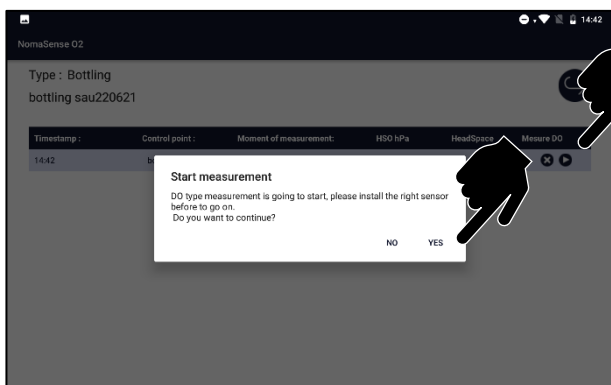 14:42
NomaSense O2
Type : Bottling
bottling sau220621
Timestamp : Control point : Moment of measurement: HSO hPa HeadSpace Mesure DO
14:42
Start measurement
DO type measurement is going to start, please install the right sensor
before to go on.
Do you want to continue?
NO YES